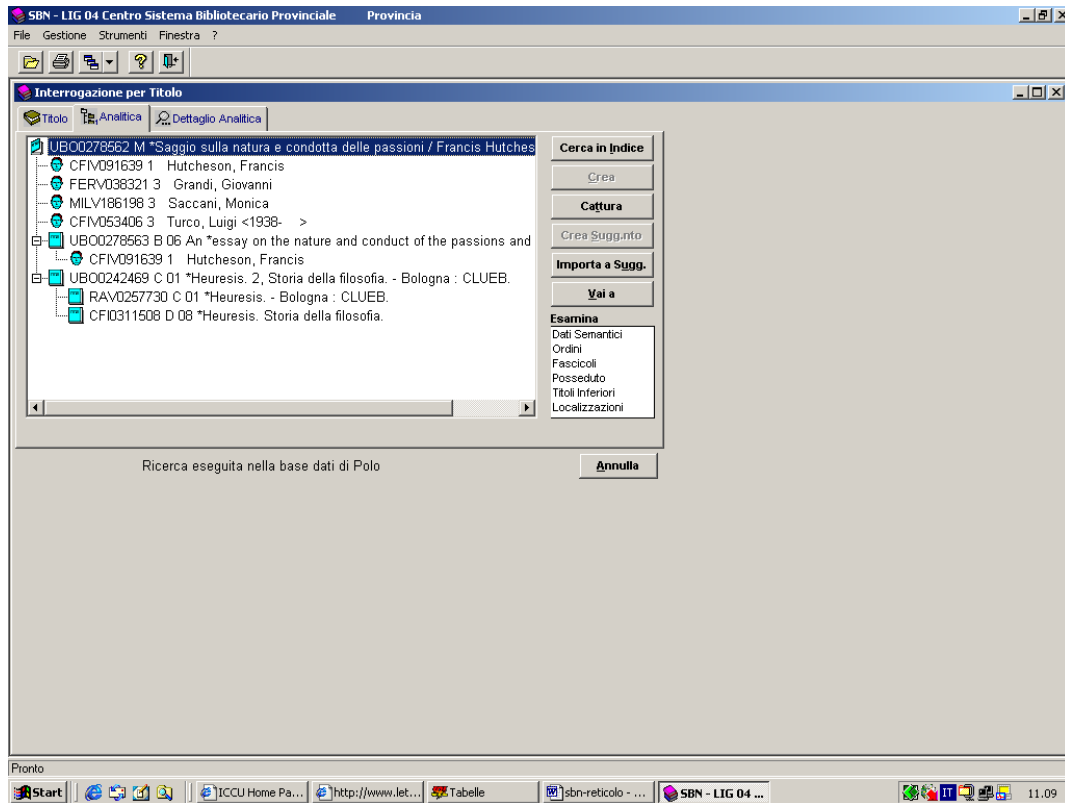 SBN - LIG 04 Centro Sistema Bibliotecario Provinciale Provincia
File Gestione Strumenti Finestra ?
Interrogazione per Titolo
Titolo Analitica Dettaglio Analitica
UBO0278562 M *Saggio sulla natura e condotta delle passioni / Francis Hutches
CFIV091639 1 Hutcheson, Francis
FERV038321 3 Grandi, Giovanni
MILV186198 3 Saccani, Monica
CFIV053406 3 Turco, Luigi <1938- >
UBO0278563 B 06 An *essay on the nature and conduct of the passions and
CFIV091639 1 Hutcheson, Francis
UBO0242469 C 01 *Heuresis. 2, Storia della filosofia. - Bologna : CLUEB.
RAV0257730 C 01 *Heuresis. - Bologna : CLUEB.
CFI0311508 D 08 *Heuresis. Storia della filosofia.
Cerca in Indice
Crea
Cattura
Crea Sugg.nto
Importa a Sugg.
Vai a
Esamina
Dati Semantici
Ordini
Fascicoli
Posseduto
Titoli Inferiori
Localizzazioni
Ricerca eseguita nella base dati di Polo
Annulla
Pronto
Start ICCU Home Pa... http://www.let... Tabelle sbn-reticolo - ... SBN - LIG 04 ... IT 11.09